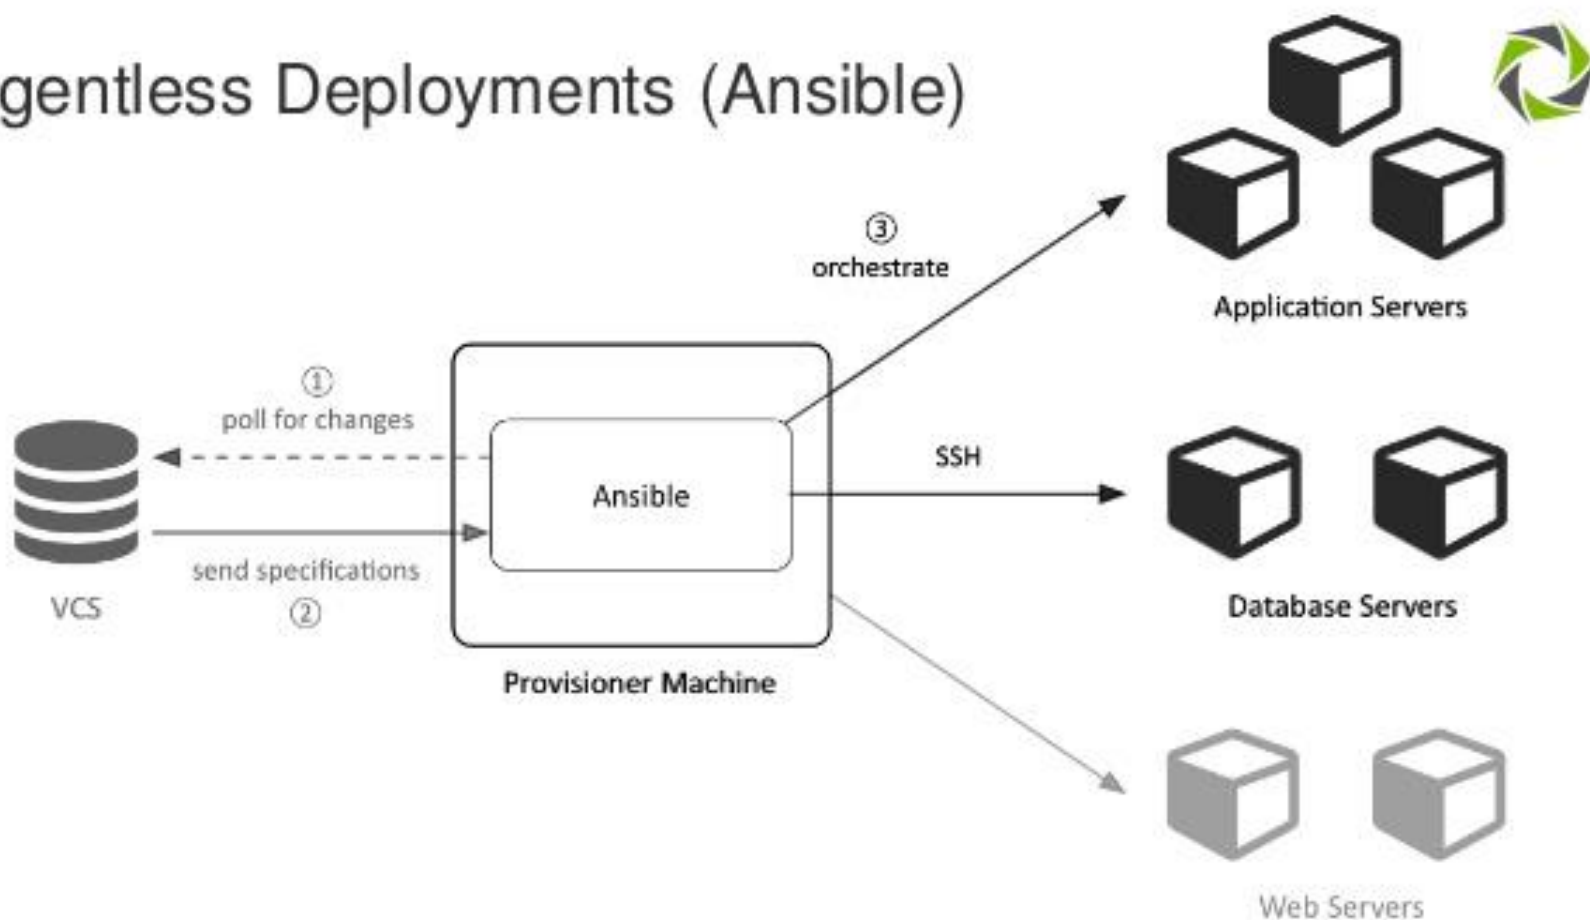 gentless Deployments (Ansible)
③
orchestrate
Application Servers
①
poll for changes
SSH
Ansible
send specifications
②
VCS
Database Servers
Provisioner Machine
Web Servers